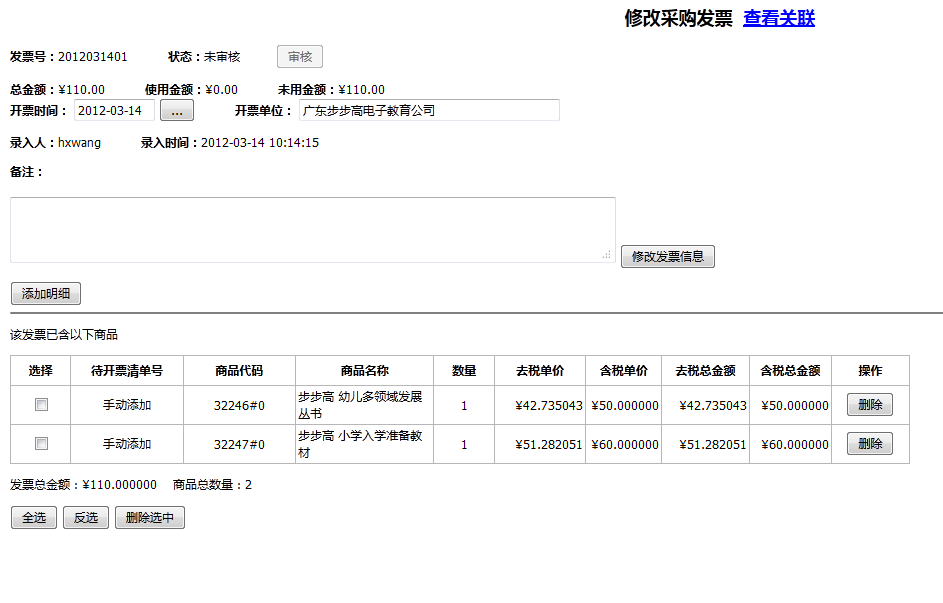 修改采购发票 查看关联
发票号：2012031401 状态：未审核 审核
总金额：¥110.00 使用金额：¥0.00 未用金额：¥110.00
开票时间： 2012-03-14 ... 开票单位： 广东步步高电子教育公司
录入人：hxwang 录入时间：2012-03-14 10:14:15
备注：
修改发票信息
添加明细
该发票已含以下商品
选择 待开票清单号 商品代码 商品名称 数量 去税单价 含税单价 去税总金额 含税总金额 操作
手动添加 32246#0 步步高 幼儿多领域发展 1 ¥42.735043 ¥50.000000 ¥42.735043 ¥50.000000 删除
丛书
手动添加 32247#0 步步高 小学入学准备教 1 ¥51.282051 ¥60.000000 ¥51.282051 ¥60.000000 删除
材
发票总金额：¥110.000000 商品总数量：2
全选 反选 删除选中